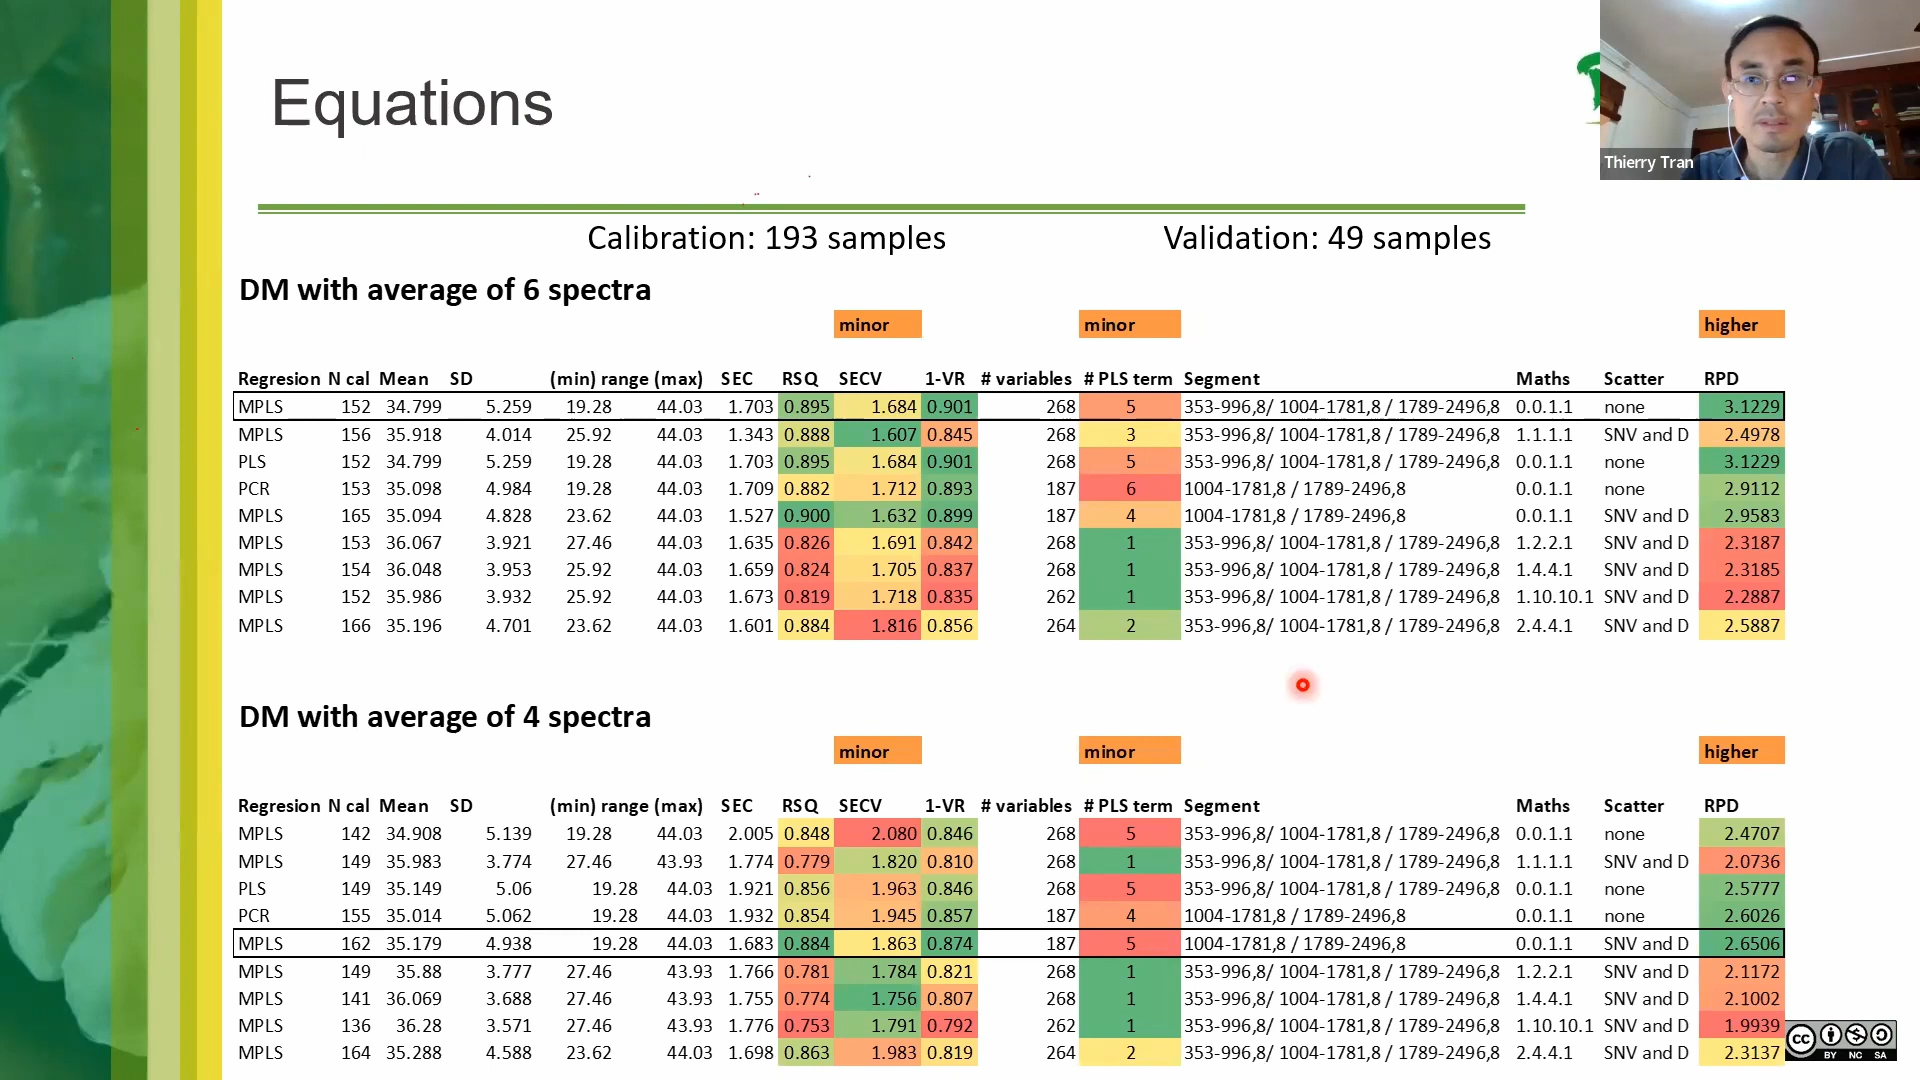 Equations
Thierry Tran
Calibration: 193 samples Validation: 49 samples
DM with average of 6 spectra
minor minor higher
Regresion N cal Mean SD (min) range (max) SEC RSQ SECV 1-VR # variables # PLS term Segment Maths Scatter RPD
MPLS 152 34.799 5.259 19.28 44.03 1.703 0.895 1.684 0.901 268 5 353-996,8/ 1004-1781,8 / 1789-2496,8 0.0.1.1 none 3.1229
MPLS 156 35.918 4.014 25.92 44.03 1.343 0.888 1.607 0.845 268 3 353-996,8/ 1004-1781,8 / 1789-2496,8 1.1.1.1 SNV and D 2.4978
PLS 152 34.799 5.259 19.28 44.03 1.703 0.895 1.684 0.901 268 5 353-996,8/ 1004-1781,8 / 1789-2496,8 0.0.1.1 none 3.1229
PCR 153 35.098 4.984 19.28 44.03 1.709 0.882 1.712 0.893 187 6 1004-1781,8 / 1789-2496,8 0.0.1.1 none 2.9112
MPLS 165 35.094 4.828 23.62 44.03 1.527 0.900 1.632 0.899 187 4 1004-1781,8 / 1789-2496,8 0.0.1.1 SNV and D 2.9583
MPLS 153 36.067 3.921 27.46 44.03 1.635 0.826 1.691 0.842 268 1 353-996,8/ 1004-1781,8 / 1789-2496,8 1.2.2.1 SNV and D 2.3187
MPLS 154 36.048 3.953 25.92 44.03 1.659 0.824 1.705 0.837 268 1 353-996,8/ 1004-1781,8 / 1789-2496,8 1.4.4.1 SNV and D 2.3185
MPLS 152 35.986 3.932 25.92 44.03 1.673 0.819 1.718 0.835 262 1 353-996,8/ 1004-1781,8 / 1789-2496,8 1.10.10.1 SNV and D 2.2887
MPLS 166 35.196 4.701 23.62 44.03 1.601 0.884 1.816 0.856 264 2 353-996,8/ 1004-1781,8 / 1789-2496,8 2.4.4.1 SNV and D 2.5887
DM with average of 4 spectra
minor minor higher
Regresion N cal Mean SD (min) range (max) SEC RSQ SECV 1-VR # variables # PLS term Segment Maths Scatter RPD
MPLS 142 34.908 5.139 19.28 44.03 2.005 0.848 2.080 0.846 268 5 353-996,8/ 1004-1781,8 / 1789-2496,8 0.0.1.1 none 2.4707
MPLS 149 35.983 3.774 27.46 43.93 1.774 0.779 1.820 0.810 268 1 353-996,8/ 1004-1781,8 / 1789-2496,8 1.1.1.1 SNV and D 2.0736
PLS 149 35.149 5.06 19.28 44.03 1.921 0.856 1.963 0.846 268 5 353-996,8/ 1004-1781,8 / 1789-2496,8 0.0.1.1 none 2.5777
PCR 155 35.014 5.062 19.28 44.03 1.932 0.854 1.945 0.857 187 4 1004-1781,8 / 1789-2496,8 0.0.1.1 none 2.6026
MPLS 162 35.179 4.938 19.28 44.03 1.683 0.884 1.863 0.874 187 5 1004-1781,8 / 1789-2496,8 0.0.1.1 SNV and D 2.6506
MPLS 149 35.88 3.777 27.46 43.93 1.766 0.781 1.784 0.821 268 1 353-996,8/ 1004-1781,8 / 1789-2496,8 1.2.2.1 SNV and D 2.1172
MPLS 141 36.069 3.688 27.46 43.93 1.755 0.774 1.756 0.807 268 1 353-996,8/ 1004-1781,8 / 1789-2496,8 1.4.4.1 SNV and D 2.1002
MPLS 136 36.28 3.571 27.46 43.93 1.776 0.753 1.791 0.792 262 1 353-996,8/ 1004-1781,8 / 1789-2496,8 1.10.10.1 SNV and D 1.9939
MPLS 164 35.288 4.588 23.62 44.03 1.698 0.863 1.983 0.819 264 2 353-996,8/ 1004-1781,8 / 1789-2496,8 2.4.4.1 SNV and D 2.3137
cc
BY NC SA